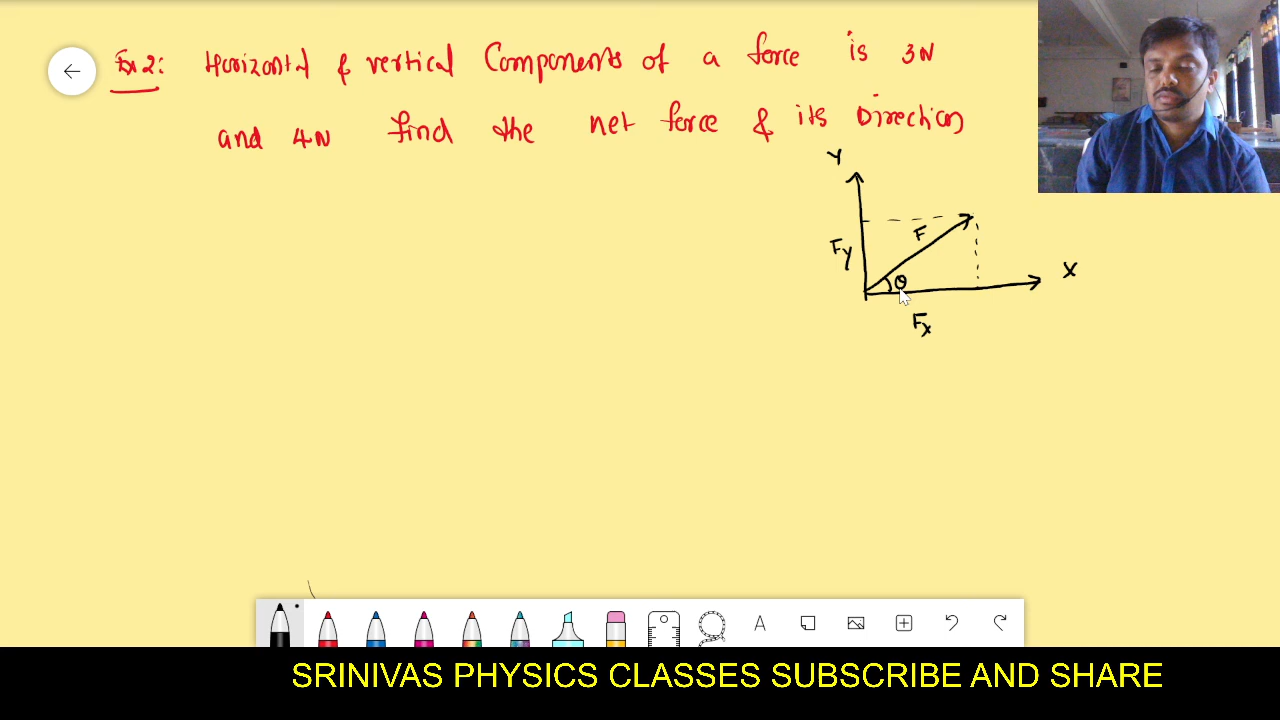 Ex 2: Horizontal & vertical Components of a force is 3N
and 4N find the net force & its Direction
Y
F
Fy
θ
X
Fx
A
SRINIVAS PHYSICS CLASSES SUBSCRIBE AND SHARE